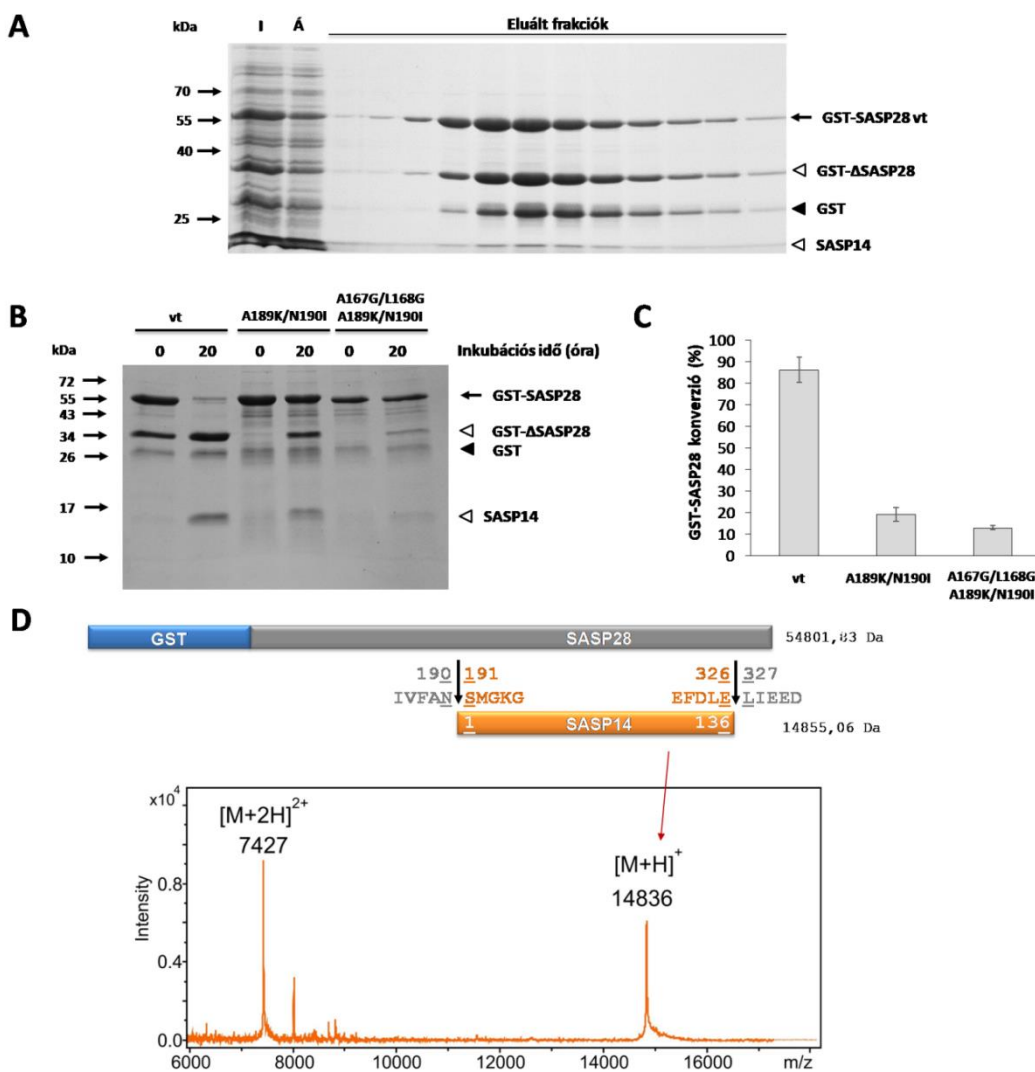 A
kDa I Á Eluált frakciók
70
55
40
25
GST-SASP28 vt
GST-ΔSASP28
GST
SASP14
B
vt A189K/N190I A167G/L168G
A189K/N190I
kDa 0 20 0 20 0 20 Inkubációs idő (óra)
72
55
43
34
26
17
10
GST-SASP28
GST-ΔSASP28
GST
SASP14
C
GST-SASP28 konverzió (%)
100
90
80
70
60
50
40
30
20
10
0
vt A189K/N190I A167G/L168G
A189K/N190I
D
GST SASP28 54801,83 Da
190 191 326 327
IVFAN SMGKG EFDLE LIEED
1 SASP14 136 14855,06 Da
x10⁴
[M+2H]²⁺
7427
[M+H]⁺
14836
Intensity
0.8
0.4
0.0
6000 8000 10000 12000 14000 16000 m/z